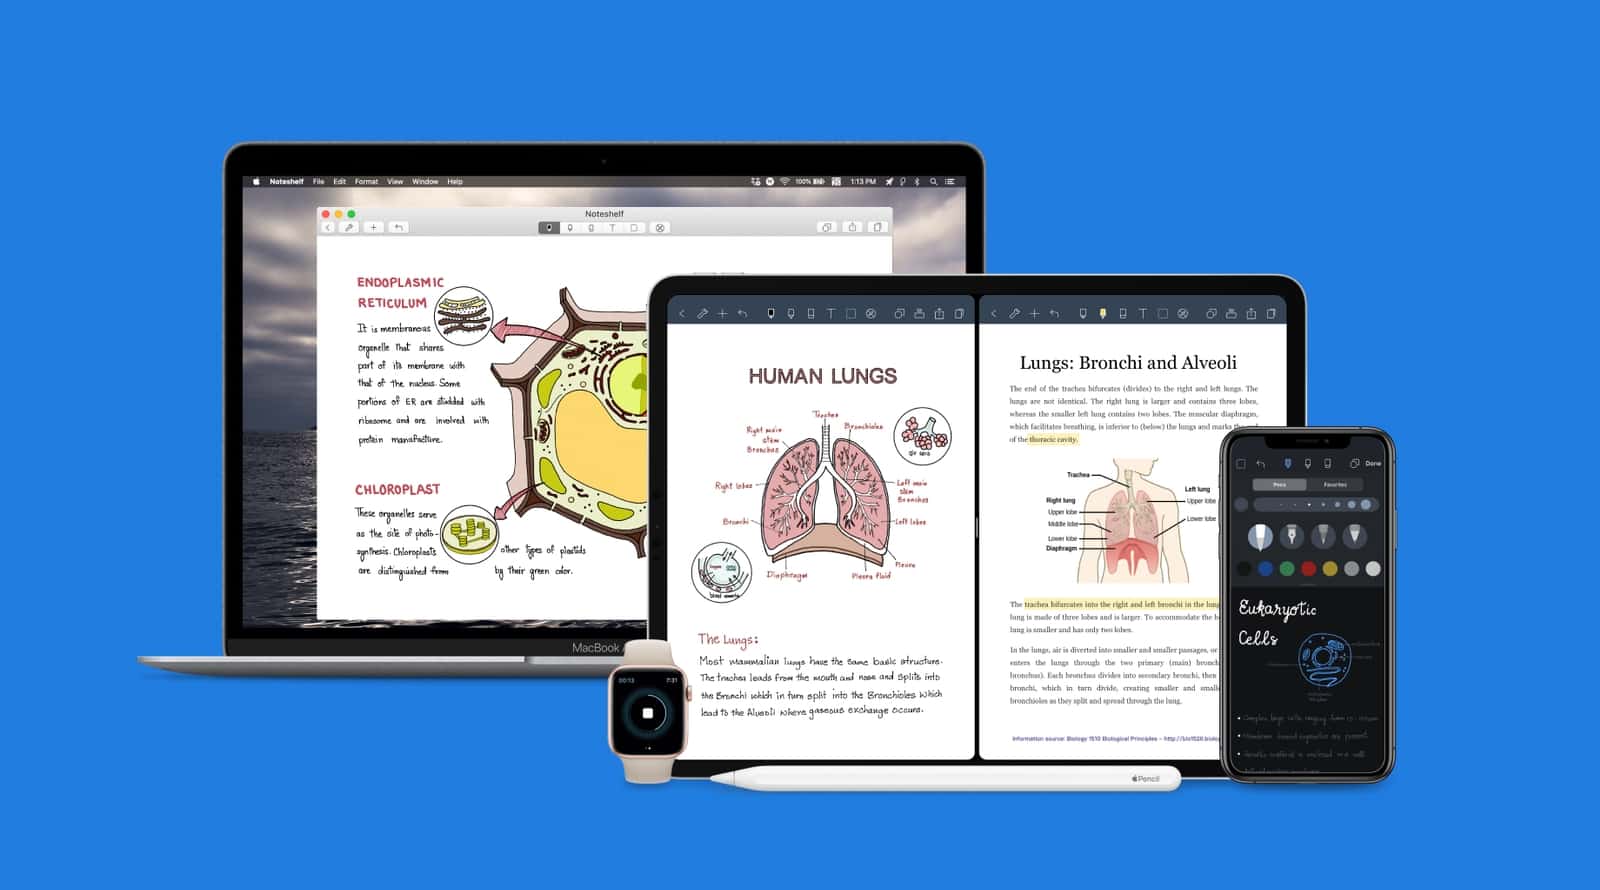 Noteshelf File Edit Format View Window Help
100%
1:13 PM
Noteshelf
T
ENDOPLASMIC
RETICULUM
It is membranous
organelle that shares
part of its membrane with
that of the nucleus. Some
portions of ER are studded with
ribosome and are involved with
protein manufacture.
CHLOROPLAST
These organelles serve
as the site of photo-
synthesis. Chloroplasts other types of plastids
are distinguished from by their green color.
MacBook
00:13 7:31
T
HUMAN LUNGS
Trachea
Right main
stem
Bronchus
Bronchioles
Right lobes
Left main
stem
Bronchus
Bronchi
Left lobes
Diaphragm
Pleura fluid
Pleura
The Lungs:
Most mammalian lungs have the same basic structure.
The trachea leads from the mouth and nose and splits into
the Bronchi which in turn split into the Bronchioles which
lead to the Alveoli where gaseous exchange occurs.
T
Lungs: Bronchi and Alveoli
The end of the trachea bifurcates (divides) to the right and left lungs. The
lungs are not identical. The right lung is larger and contains three lobes,
whereas the smaller left lung contains two lobes. The muscular diaphragm,
which facilitates breathing, is inferior to (below) the lungs and marks the end
of the thoracic cavity.
Trachea
Right lung
Upper lobe
Middle lobe
Lower lobe
Diaphragm
Left lung
Upper lobe
Lower lobe
The trachea bifurcates into the right and left bronchi in the lung
lung is made of three lobes and is larger. To accommodate the
lung is smaller and has only two lobes.
In the lungs, air is diverted into smaller and smaller passages, or
enters the lungs through the two primary (main) bronch
bronchus). Each bronchus divides into secondary bronchi, then
bronchi, which in turn divide, creating smaller and small
bronchioles as they split and spread through the lung.
Information source: Biology 1510 Biological Principles – http://bio1520.biolo
Pencil
Done
Pens Favorites
Eukaryotic
Cells